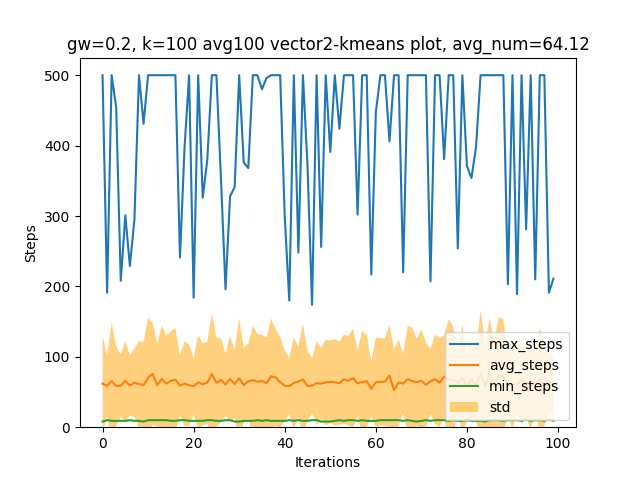 gw=0.2, k=100 avg100 vector2-kmeans plot, avg_num=64.12
Steps
500
400
300
200
100
0
max_steps
avg_steps
min_steps
std
0 20 40 60 80 100
Iterations